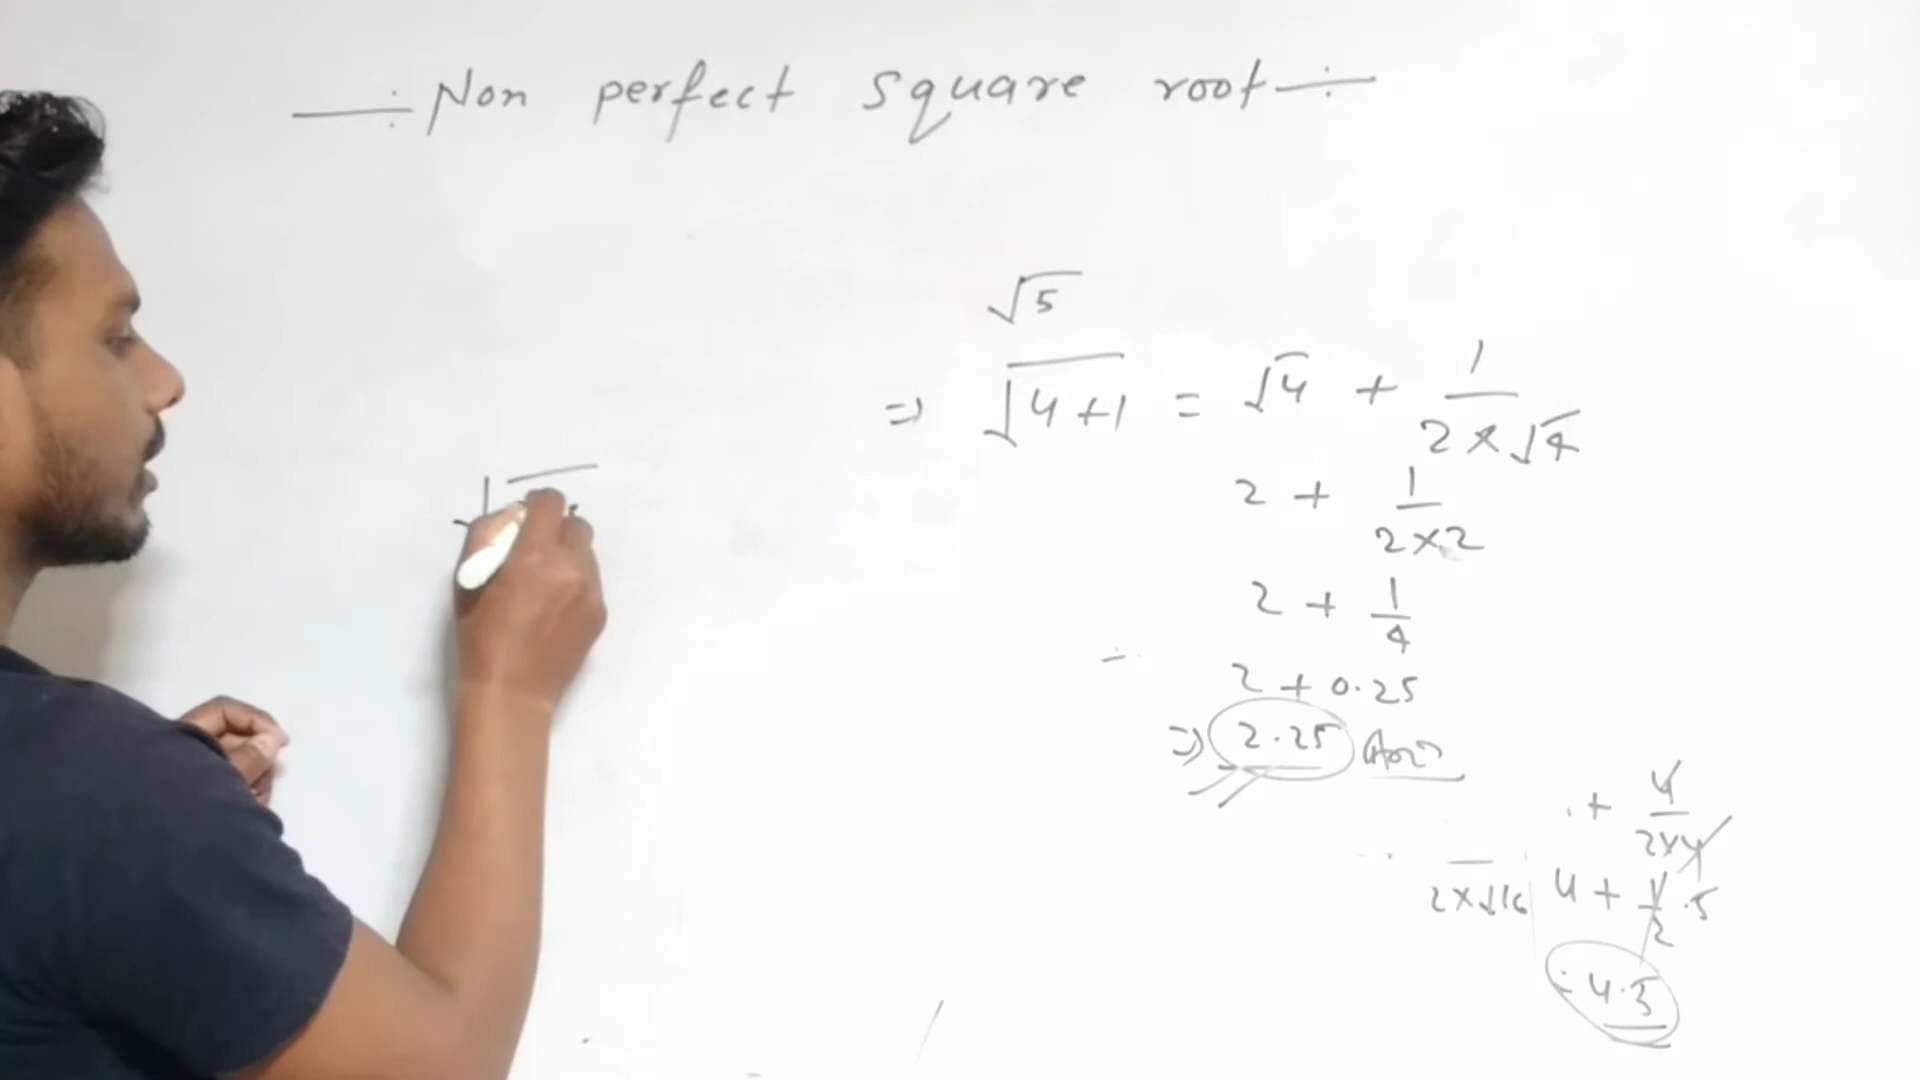 —:Non perfect square root:—
√5
=) √4+1 = √4 + 1/2×√4
2 + 1/2×2
2 + 1/4
2 + 0.25
=) 2.25 Ans
+ 4/2×4
2×√16 4 + 1/2 .5
= 4.5